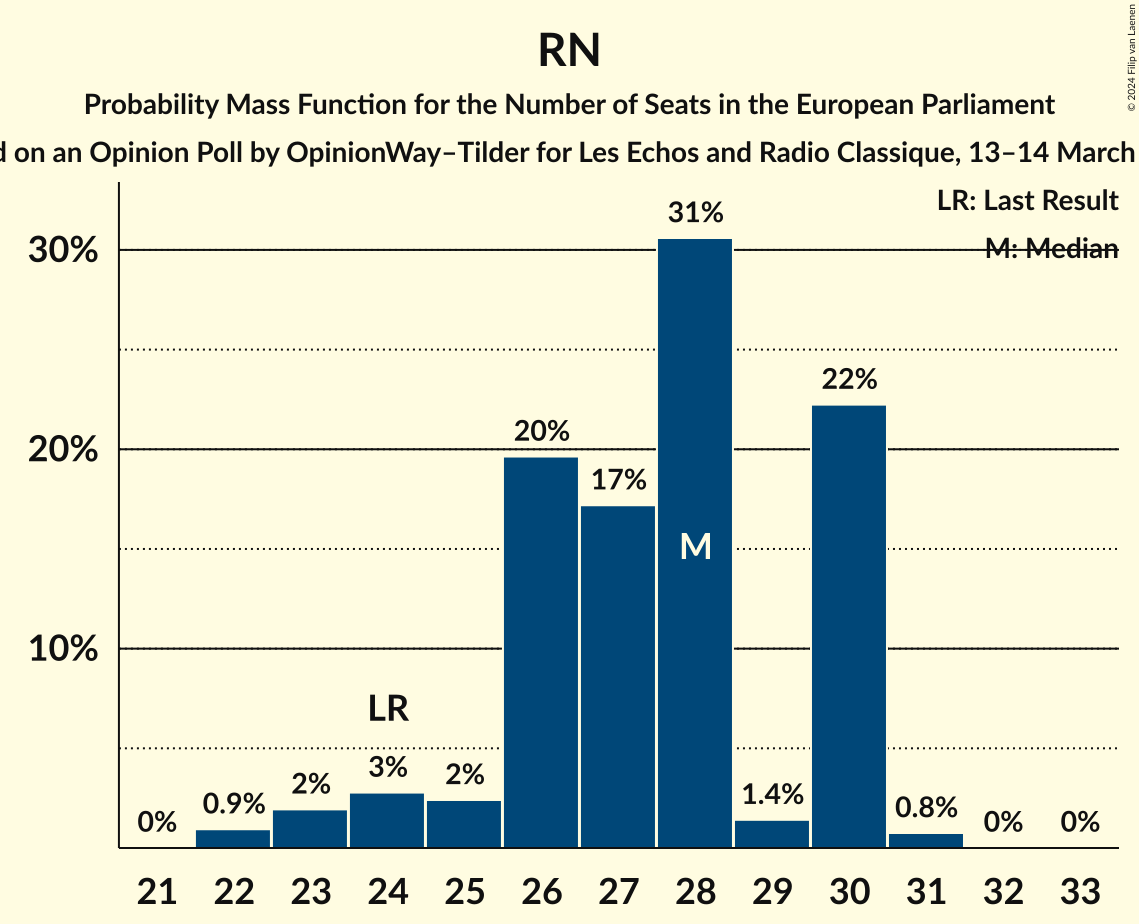 RN
Probability Mass Function for the Number of Seats in the European Parliament
on an Opinion Poll by OpinionWay–Tilder for Les Echos and Radio Classique, 13–14 March
© 2024 Filip van Laenen
LR: Last Result
M: Median
30%
20%
10%
0%
0.9%
2%
3%
2%
20%
17%
31%
1.4%
22%
0.8%
0%
0%
LR
M
21 22 23 24 25 26 27 28 29 30 31 32 33